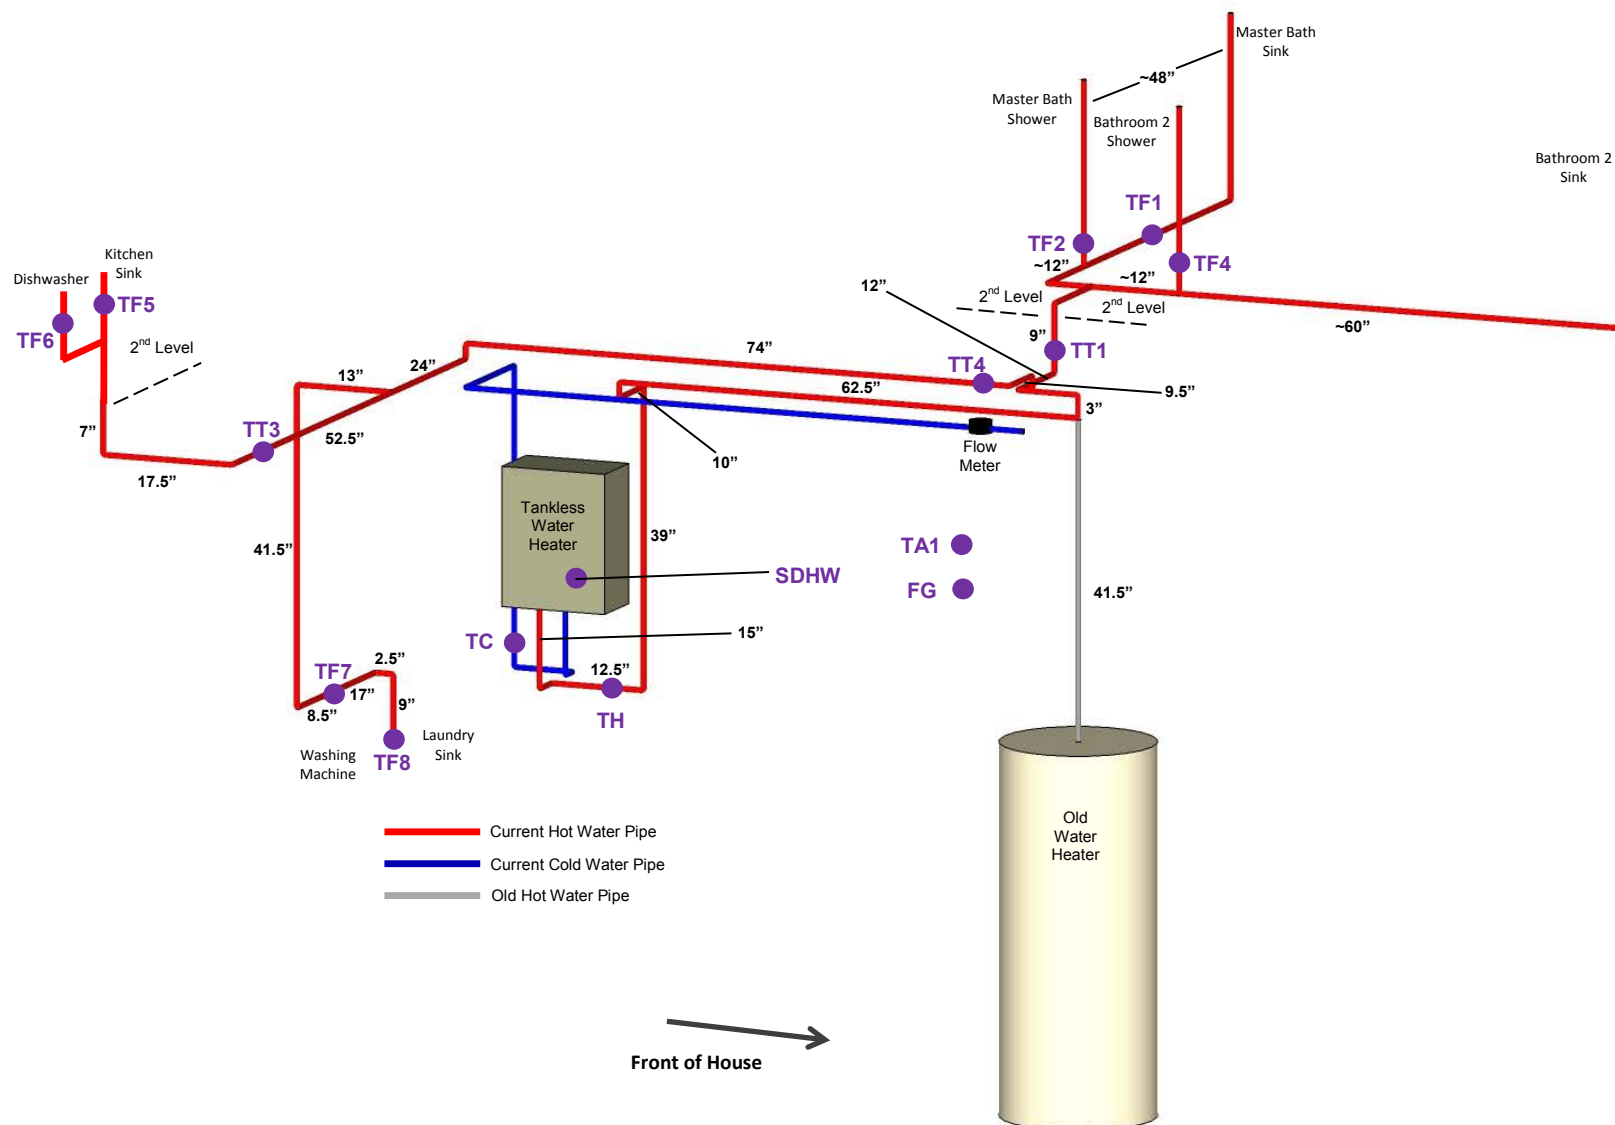 Master Bath
Sink
~48”
Master Bath
Shower
Bathroom 2
Shower
Bathroom 2
Sink
TF1
TF2
TF4
~12”
~12”
Kitchen
Sink
Dishwasher
TF5
TF6
12”
2nd Level
2nd Level
~60”
9”
TT1
2nd Level
74”
TT4
24”
13”
62.5”
9.5”
3”
7”
TT3
52.5”
Flow
Meter
10”
17.5”
Tankless
Water
Heater
39”
41.5”
TA1
SDHW
FG
41.5”
TC
15”
2.5”
TF7
17”
12.5”
8.5”
9”
TH
Laundry
Sink
Washing
Machine
TF8
Current Hot Water Pipe
Current Cold Water Pipe
Old Hot Water Pipe
Old
Water
Heater
Front of House